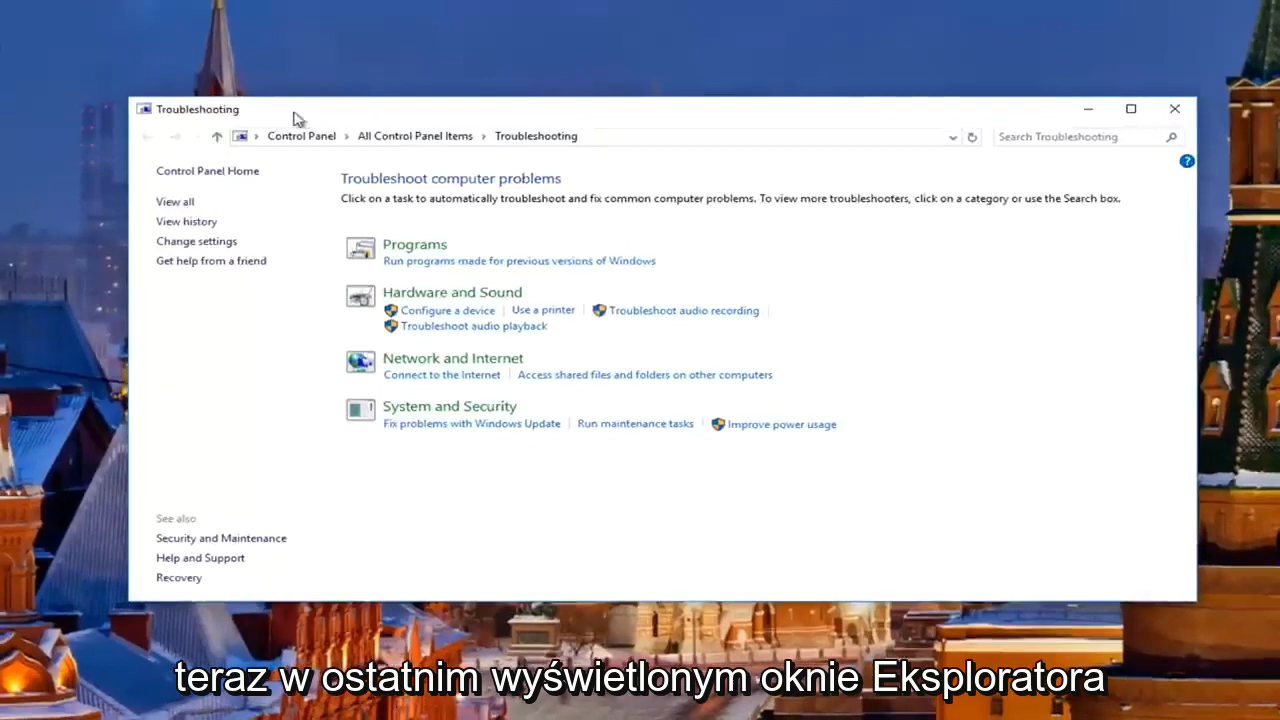 Troubleshooting
Control Panel > All Control Panel Items > Troubleshooting
Search Troubleshooting
?
Control Panel Home
View all
View history
Change settings
Get help from a friend
Troubleshoot computer problems
Click on a task to automatically troubleshoot and fix common computer problems. To view more troubleshooters, click on a category or use the Search box.
Programs
Run programs made for previous versions of Windows
Hardware and Sound
Configure a device | Use a printer | Troubleshoot audio recording |
Troubleshoot audio playback
Network and Internet
Connect to the Internet | Access shared files and folders on other computers
System and Security
Fix problems with Windows Update | Run maintenance tasks | Improve power usage
See also
Security and Maintenance
Help and Support
Recovery
teraz w ostatnim wyświetlonym oknie Eksploratora